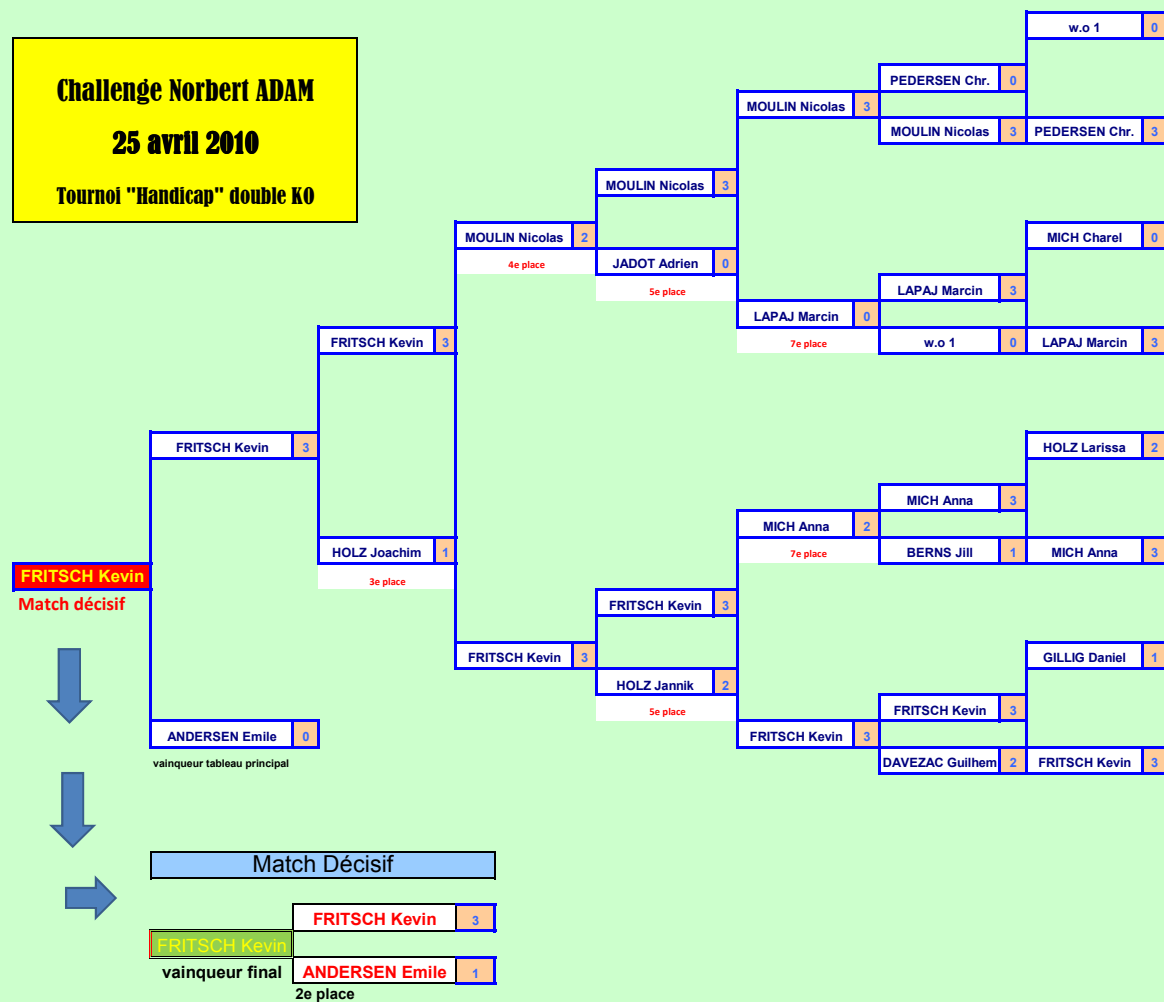 Challenge Norbert ADAM
25 avril 2010
Tournoi "Handicap" double KO
w.o 1 0
PEDERSEN Chr. 0
MOULIN Nicolas 3
MOULIN Nicolas 3 PEDERSEN Chr. 3
MOULIN Nicolas 3
MOULIN Nicolas 2
4e place
MICH Charel 0
JADOT Adrien 0
5e place
LAPAJ Marcin 3
LAPAJ Marcin 0
7e place
w.o 1 0 LAPAJ Marcin 3
FRITSCH Kevin 3
FRITSCH Kevin 3
HOLZ Larissa 2
MICH Anna 3
MICH Anna 2
7e place
BERNS Jill 1 MICH Anna 3
HOLZ Joachim 1
3e place
FRITSCH Kevin
Match décisif
FRITSCH Kevin 3
FRITSCH Kevin 3
GILLIG Daniel 1
HOLZ Jannik 2
5e place
FRITSCH Kevin 3
FRITSCH Kevin 3
DAVEZAC Guilhem 2 FRITSCH Kevin 3
ANDERSEN Emile 0
vainqueur tableau principal
Match Décisif
FRITSCH Kevin 3
FRITSCH Kevin
vainqueur final
ANDERSEN Emile 1
2e place